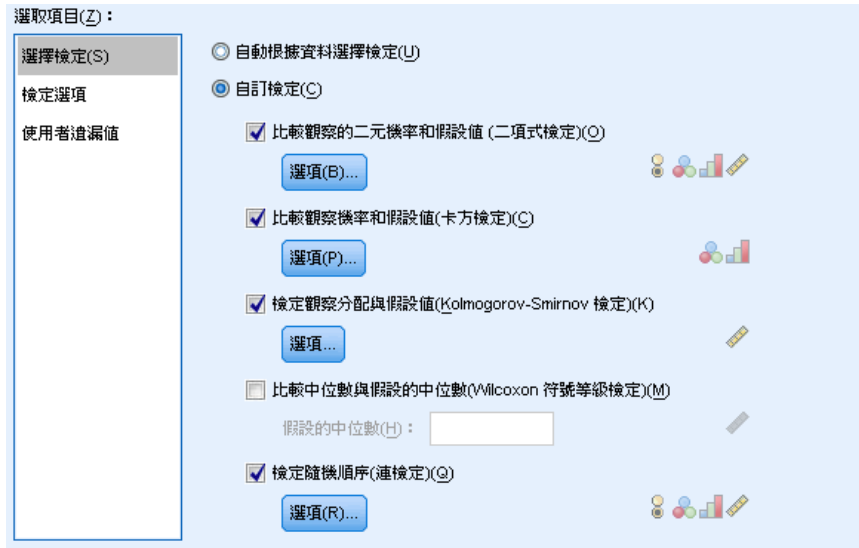 選取項目(Z)：
選擇檢定(S)
檢定選項
使用者遺漏值
自動根據資料選擇檢定(U)
自訂檢定(C)
比較觀察的二元機率和假設值 (二項式檢定)(O)
選項(B)...
比較觀察機率和假設值(卡方檢定)(C)
選項(P)...
檢定觀察分配與假設值(Kolmogorov-Smirnov 檢定)(K)
選項...
比較中位數與假設的中位數(Wilcoxon 符號等級檢定)(M)
假設的中位數(H)：
檢定隨機順序(連檢定)(Q)
選項(R)...